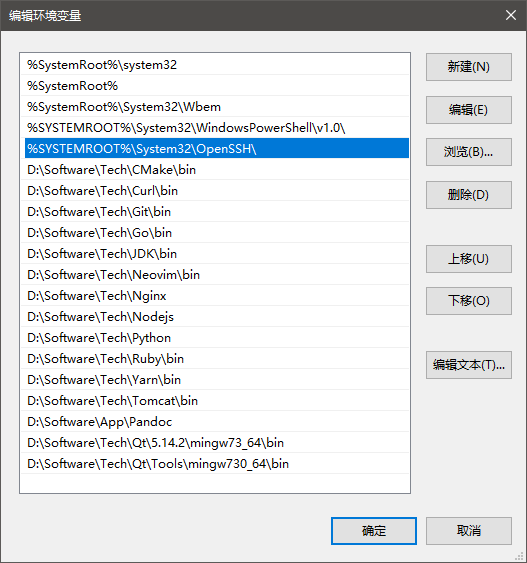 编辑环境变量
%SystemRoot%\system32
%SystemRoot%
%SystemRoot%\System32\Wbem
%SYSTEMROOT%\System32\WindowsPowerShell\v1.0\
%SYSTEMROOT%\System32\OpenSSH\
D:\Software\Tech\CMake\bin
D:\Software\Tech\Curl\bin
D:\Software\Tech\Git\bin
D:\Software\Tech\Go\bin
D:\Software\Tech\JDK\bin
D:\Software\Tech\Neovim\bin
D:\Software\Tech\Nginx
D:\Software\Tech\Nodejs
D:\Software\Tech\Python
D:\Software\Tech\Ruby\bin
D:\Software\Tech\Yarn\bin
D:\Software\Tech\Tomcat\bin
D:\Software\App\Pandoc
D:\Software\Tech\Qt\5.14.2\mingw73_64\bin
D:\Software\Tech\Qt\Tools\mingw730_64\bin
新建(N)
编辑(E)
浏览(B)...
删除(D)
上移(U)
下移(O)
编辑文本(T)...
确定
取消